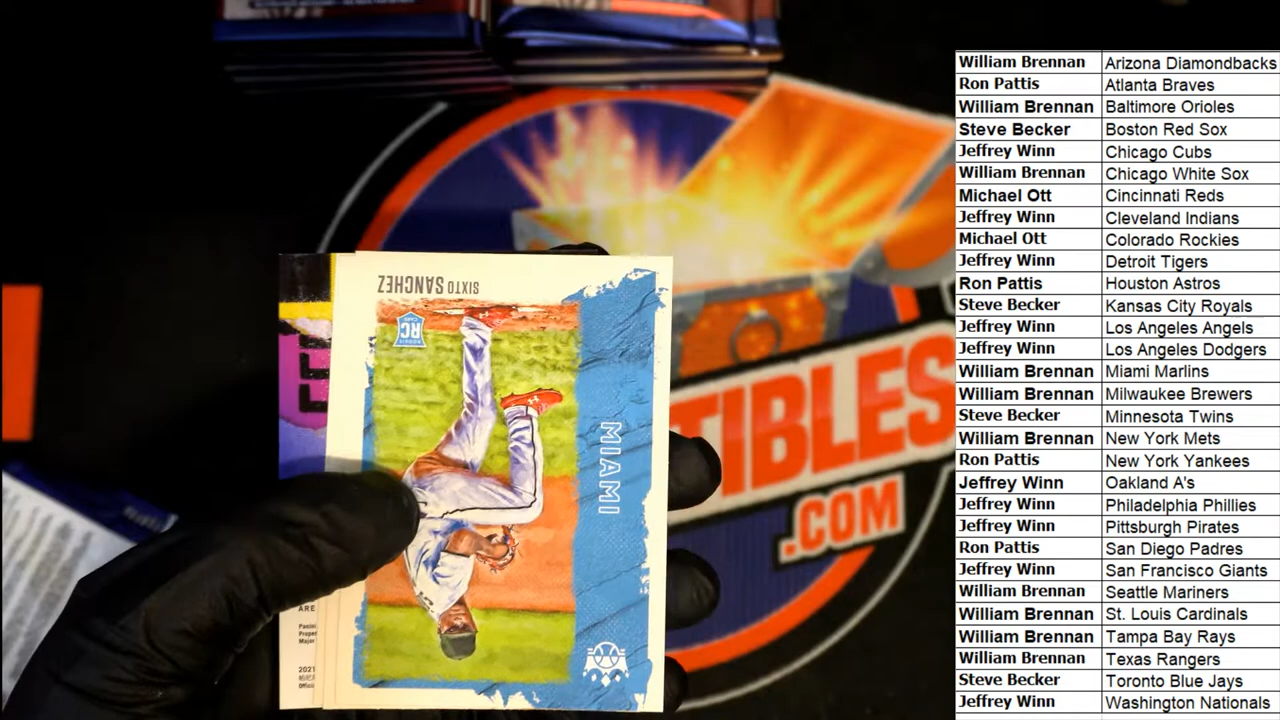 William Brennan Arizona Diamondbacks
Ron Pattis Atlanta Braves
William Brennan Baltimore Orioles
Steve Becker Boston Red Sox
Jeffrey Winn Chicago Cubs
William Brennan Chicago White Sox
Michael Ott Cincinnati Reds
Jeffrey Winn Cleveland Indians
Michael Ott Colorado Rockies
Jeffrey Winn Detroit Tigers
Ron Pattis Houston Astros
Steve Becker Kansas City Royals
Jeffrey Winn Los Angeles Angels
Jeffrey Winn Los Angeles Dodgers
William Brennan Miami Marlins
William Brennan Milwaukee Brewers
Steve Becker Minnesota Twins
William Brennan New York Mets
Ron Pattis New York Yankees
Jeffrey Winn Oakland A's
Jeffrey Winn Philadelphia Phillies
Jeffrey Winn Pittsburgh Pirates
Ron Pattis San Diego Padres
Jeffrey Winn San Francisco Giants
William Brennan Seattle Mariners
William Brennan St. Louis Cardinals
William Brennan Tampa Bay Rays
William Brennan Texas Rangers
Steve Becker Toronto Blue Jays
Jeffrey Winn Washington Nationals
SIXTO SANCHEZ
RC
MIAMI
TIBLES
.COM
ARE
Panini
Proper
Major
2021